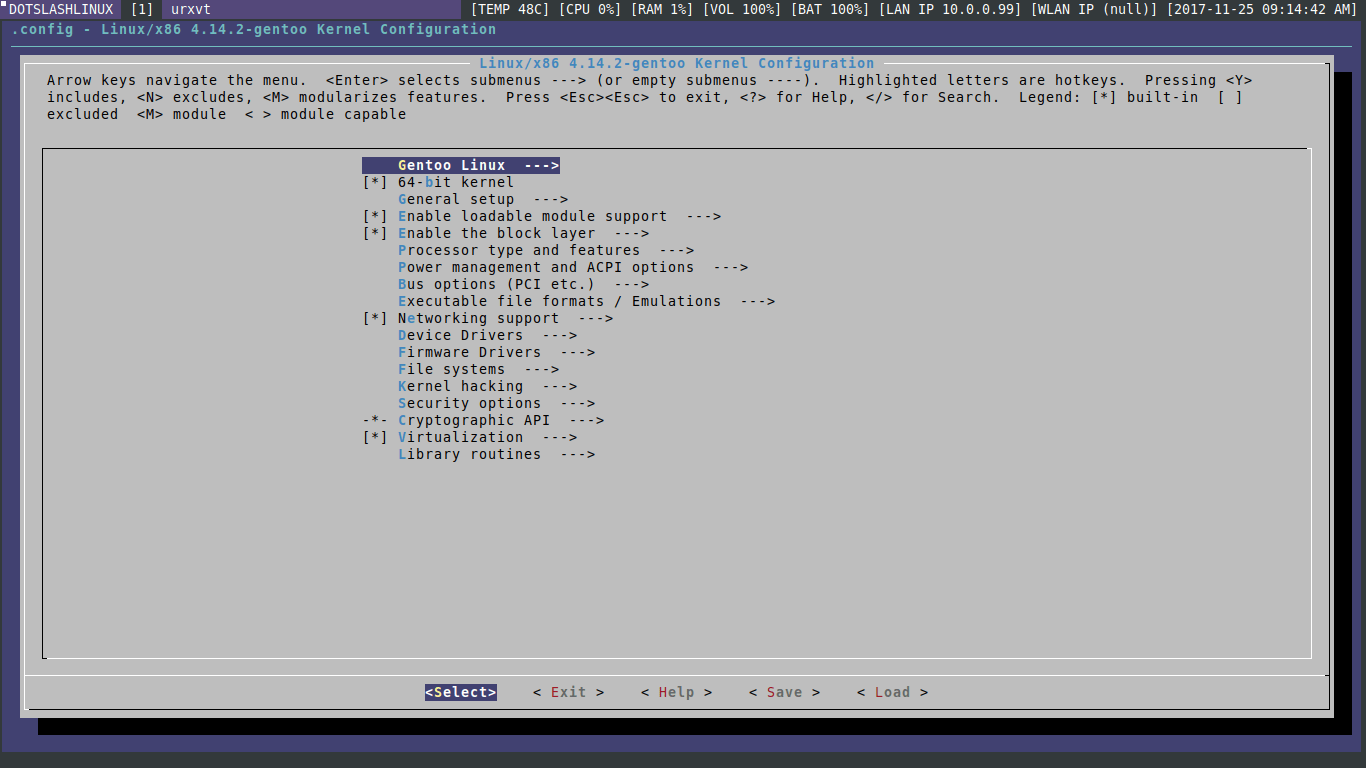 DOTSLASHLINUX [1] urxvt [TEMP 48C] [CPU 0%] [RAM 1%] [VOL 100%] [BAT 100%] [LAN IP 10.0.0.99] [WLAN IP (null)] [2017-11-25 09:14:42 AM]
.config - Linux/x86 4.14.2-gentoo Kernel Configuration
Linux/x86 4.14.2-gentoo Kernel Configuration
Arrow keys navigate the menu.  <Enter> selects submenus ---> (or empty submenus ----).  Highlighted letters are hotkeys.  Pressing <Y>
includes, <N> excludes, <M> modularizes features.  Press <Esc><Esc> to exit, <?> for Help, </> for Search.  Legend: [*] built-in  [ ]
excluded  <M> module  < > module capable
Gentoo Linux  --->
[*] 64-bit kernel
General setup  --->
[*] Enable loadable module support  --->
[*] Enable the block layer  --->
Processor type and features  --->
Power management and ACPI options  --->
Bus options (PCI etc.)  --->
Executable file formats / Emulations  --->
[*] Networking support  --->
Device Drivers  --->
Firmware Drivers  --->
File systems  --->
Kernel hacking  --->
Security options  --->
-*- Cryptographic API  --->
[*] Virtualization  --->
Library routines  --->
<Select>    < Exit >    < Help >    < Save >    < Load >